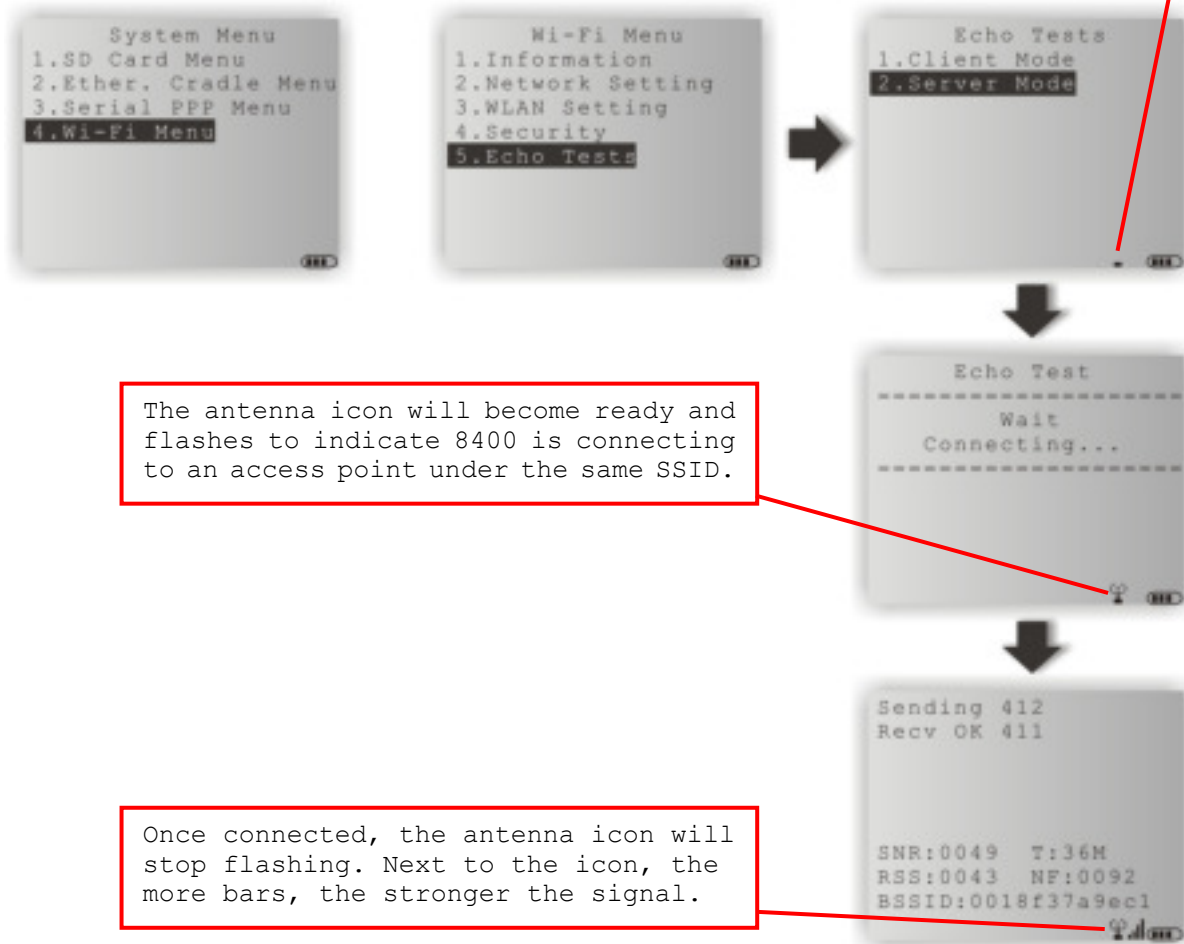 System Menu
1.SD Card Menu
2.Ether. Cradle Menu
3.Serial PPP Menu
4.Wi-Fi Menu
Wi-Fi Menu
1.Information
2.Network Setting
3.WLAN Setting
4.Security
5.Echo Tests
Echo Tests
1.Client Mode
2.Server Mode
Echo Test
Wait
Connecting...
The antenna icon will become ready and
flashes to indicate 8400 is connecting
to an access point under the same SSID.
Sending 412
Recv OK 411
SNR:0049 T:36M
RSS:0043 NF:0092
BSSID:0018f37a9ec1
Once connected, the antenna icon will
stop flashing. Next to the icon, the
more bars, the stronger the signal.